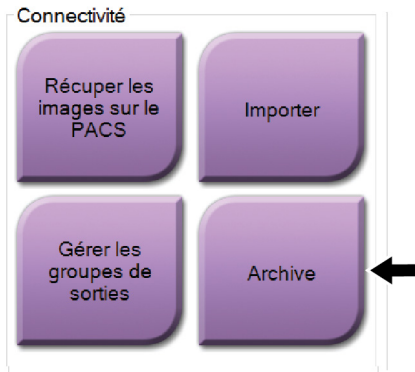 Connectivité
Récuper les
images sur le
PACS
Importer
Gérer les
groupes de
sorties
Archive